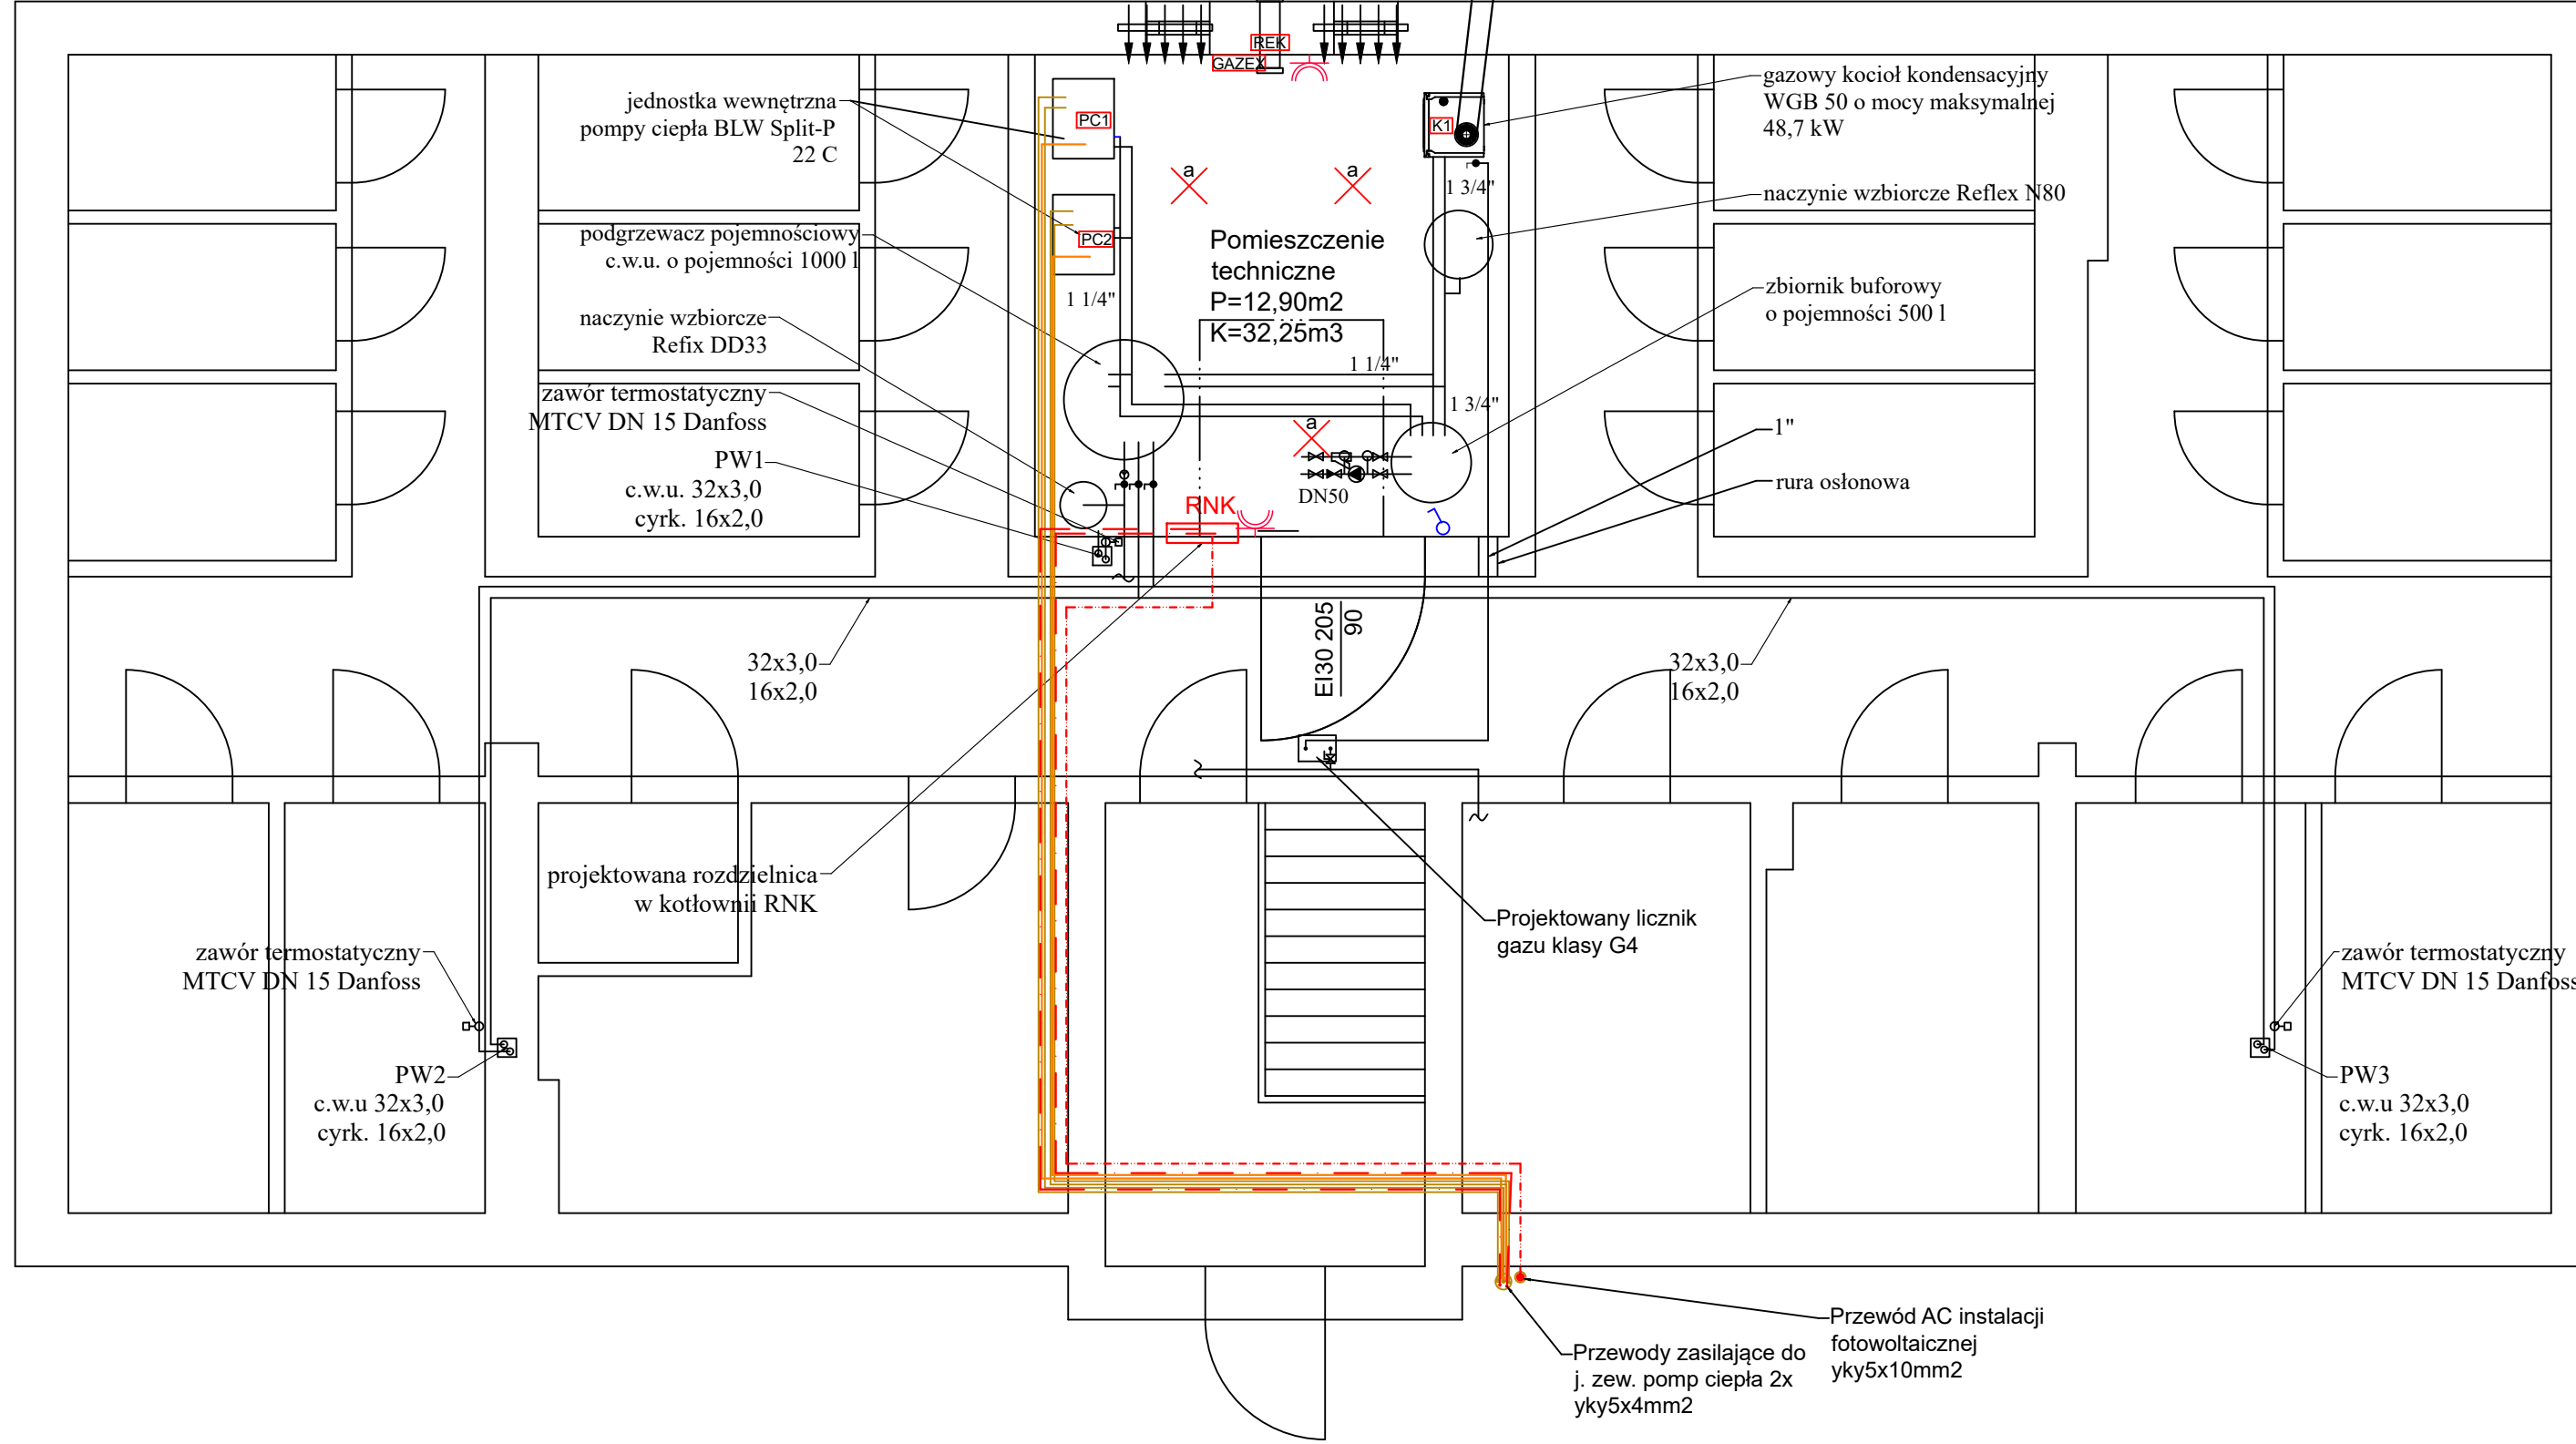 REK
GAZEX
jednostka wewnętrzna
pompy ciepła BLW Split-P
22 C
PC1
K1
gazowy kocioł kondensacyjny
WGB 50 o mocy maksymalnej
48,7 kW
a
a
1 3/4"
naczynie wzbiorcze Reflex N80
podgrzewacz pojemnościowy
c.w.u. o pojemności 1000 l
PC2
Pomieszczenie
techniczne
P=12,90m2
K=32,25m3
1 1/4"
zbiornik buforowy
o pojemności 500 l
naczynie wzbiorcze
Refix DD33
1 1/4"
zawór termostatyczny
MTCV DN 15 Danfoss
1 3/4"
a
1"
PW1
c.w.u. 32x3,0
cyrk. 16x2,0
DN50
RNK
rura osłonowa
EI30 205
90
32x3,0
16x2,0
32x3,0
16x2,0
projektowana rozdzielnica
w kotłownii RNK
Projektowany licznik
gazu klasy G4
zawór termostatyczny
MTCV DN 15 Danfoss
zawór termostatyczny
MTCV DN 15 Danfoss
PW2
c.w.u 32x3,0
cyrk. 16x2,0
PW3
c.w.u 32x3,0
cyrk. 16x2,0
Przewód AC instalacji
fotowoltaicznej
yky5x10mm2
Przewody zasilające do
j. zew. pomp ciepła 2x
yky5x4mm2